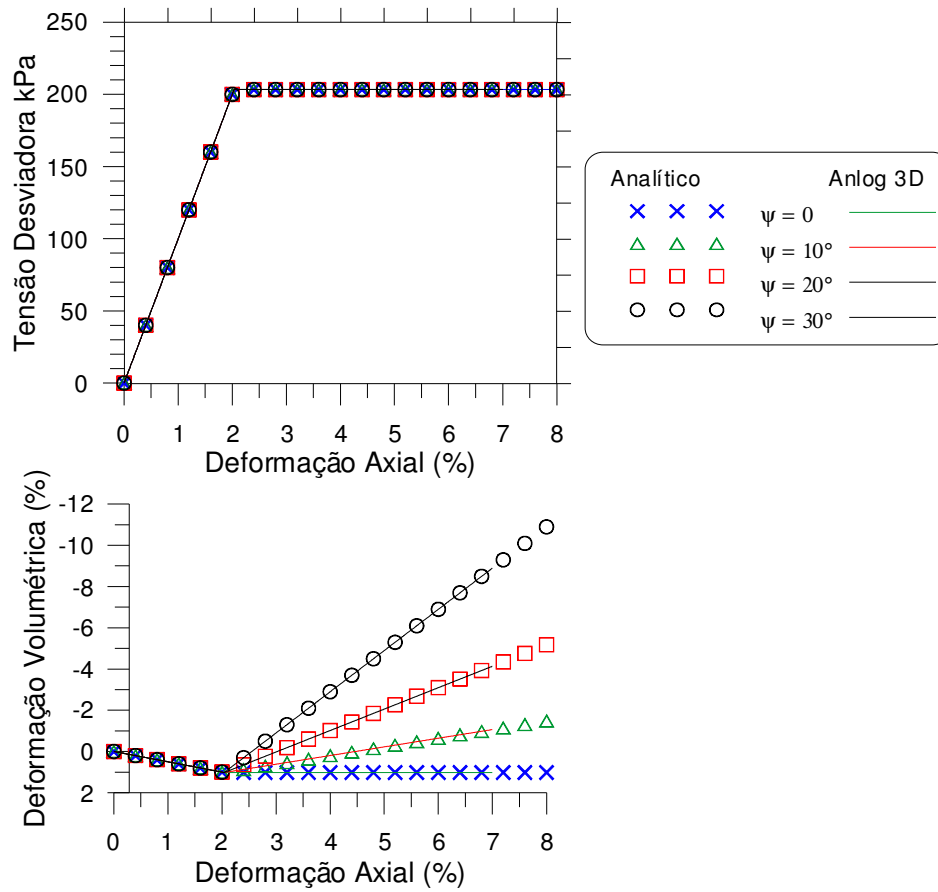 250
200
150
100
50
0
Tensão Desviadora kPa
0 1 2 3 4 5 6 7 8
Deformação Axial (%)
Analítico Anlog 3D
ψ = 0
ψ = 10°
ψ = 20°
ψ = 30°
-12
-10
-8
-6
-4
-2
0
2
Deformação Volumétrica (%)
0 1 2 3 4 5 6 7 8
Deformação Axial (%)